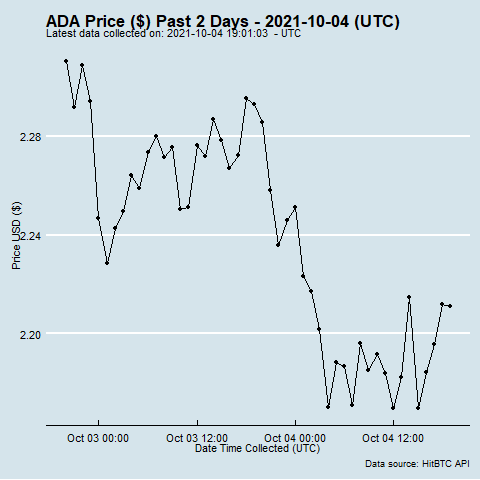 ADA Price ($) Past 2 Days - 2021-10-04 (UTC)
Latest data collected on: 2021-10-04 19:01:03 - UTC
Price USD ($)
2.28
2.24
2.20
Oct 03 00:00 Oct 03 12:00 Oct 04 00:00 Oct 04 12:00
Date Time Collected (UTC)
Data source: HitBTC API